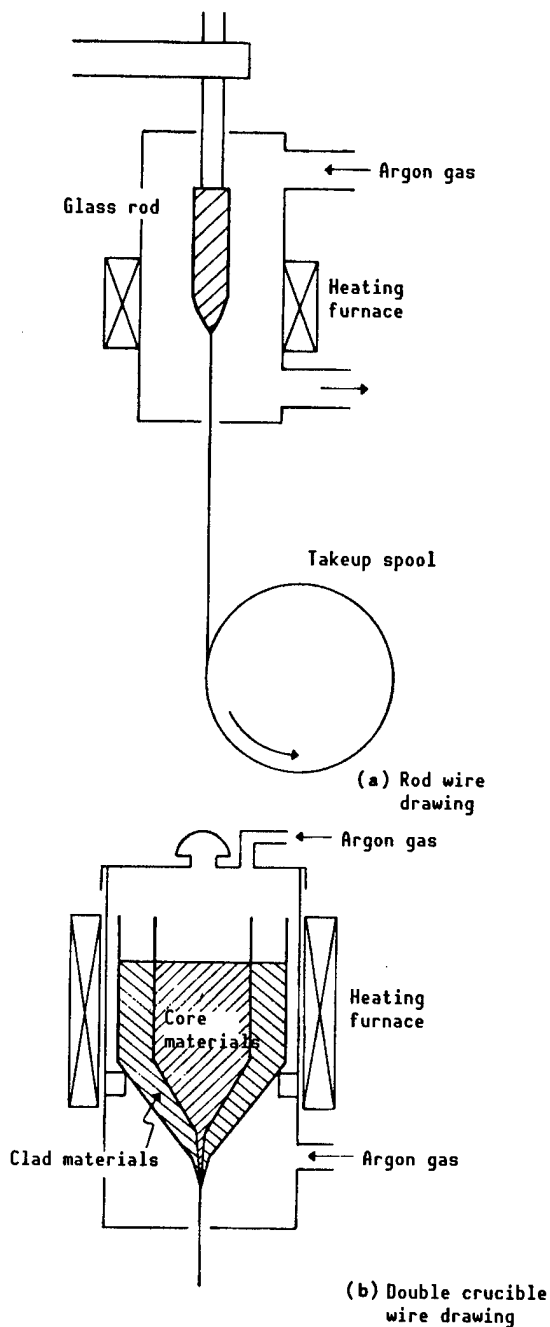 Argon gas
Glass rod
Heating
furnace
Takeup spool
(a) Rod wire
drawing
Argon gas
Core
materials
Heating
furnace
Clad materials
Argon gas
(b) Double crucible
wire drawing